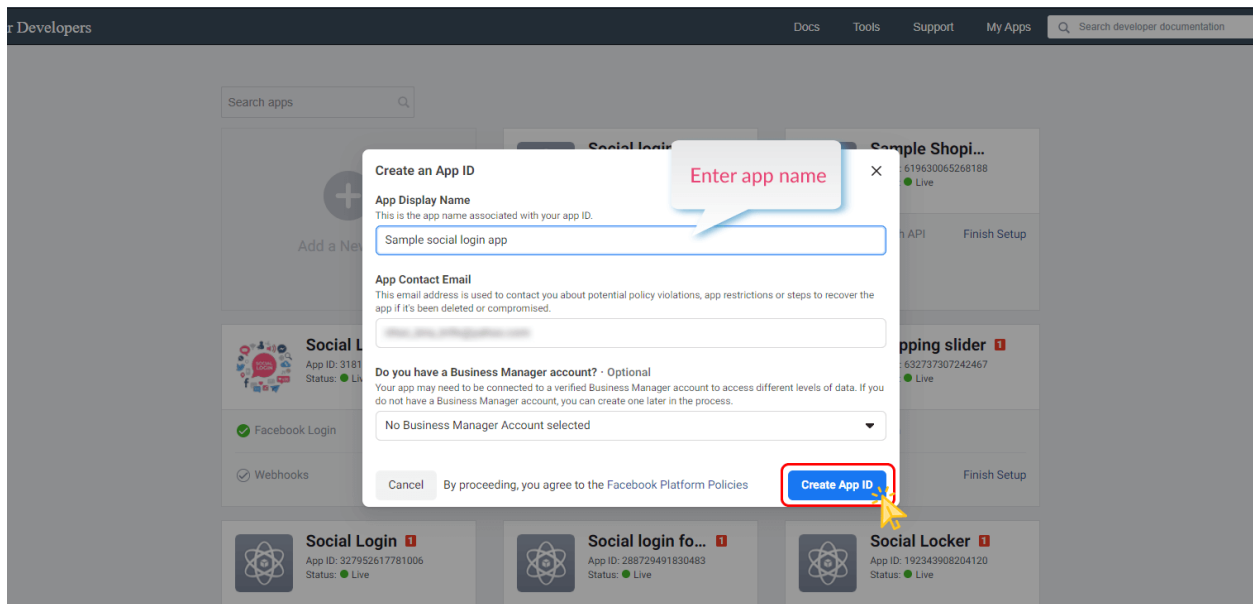 r Developers
Docs
Tools
Support
My Apps
Search developer documentation
Search apps
Social login
Sample Shopi...
: 619630065268188
Live
Add a New
h API
Finish Setup
Enter app name
Create an App ID
App Display Name
This is the app name associated with your app ID.
Sample social login app
App Contact Email
This email address is used to contact you about potential policy violations, app restrictions or steps to recover the
app if it's been deleted or compromised.
Do you have a Business Manager account? · Optional
Your app may need to be connected to a verified Business Manager account to access different levels of data. If you
do not have a Business Manager account, you can create one later in the process.
No Business Manager Account selected
Cancel
By proceeding, you agree to the Facebook Platform Policies
Create App ID
Social L
App ID: 3181
Status: Liv
pping slider 1
: 632737307242467
Live
Facebook Login
Webhooks
Finish Setup
Social Login 1
App ID: 327952617781006
Status: Live
Social login fo... 1
App ID: 288729491830483
Status: Live
Social Locker 1
App ID: 192343908204120
Status: Live